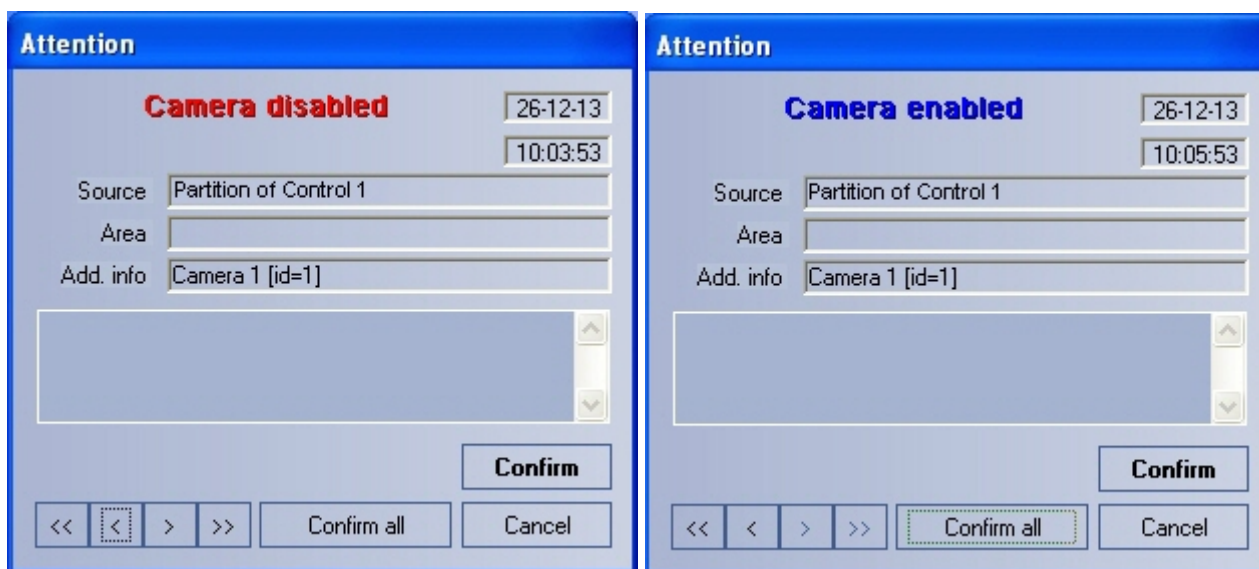 Attention
Camera disabled
26-12-13
10:03:53
Source Partition of Control 1
Area
Add. info Camera 1 [id=1]
Confirm
<< < > >> Confirm all Cancel
Attention
Camera enabled
26-12-13
10:05:53
Source Partition of Control 1
Area
Add. info Camera 1 [id=1]
Confirm
<< < > >> Confirm all Cancel